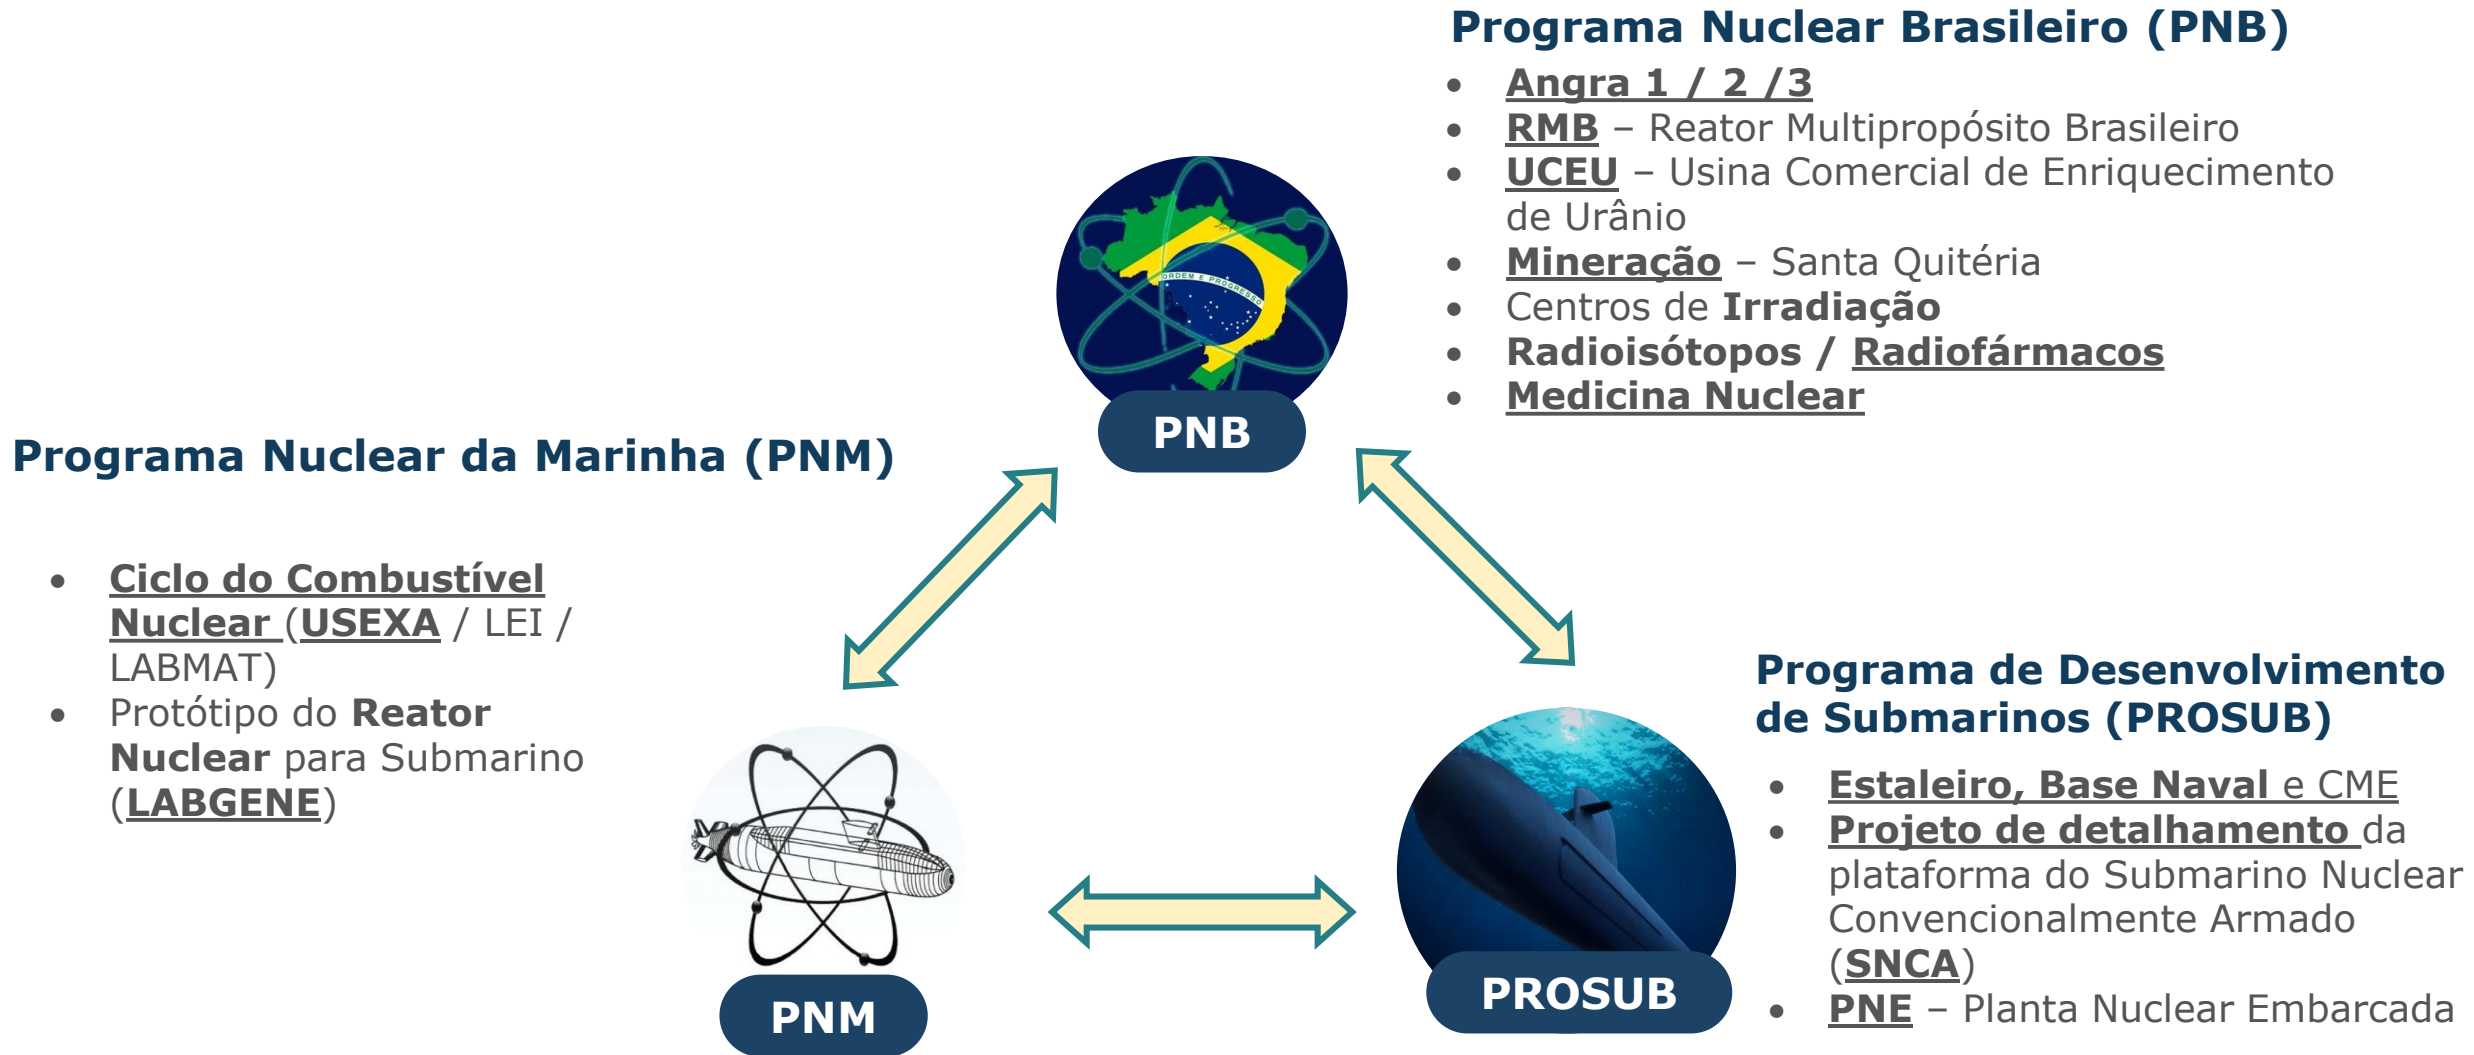 Programa Nuclear Brasileiro (PNB)
• Angra 1 / 2 /3
• RMB – Reator Multipropósito Brasileiro
• UCEU – Usina Comercial de Enriquecimento
de Urânio
• Mineração – Santa Quitéria
• Centros de Irradiação
• Radioisótopos / Radiofármacos
• Medicina Nuclear
ORDEM E PROGRESSO
PNB
Programa Nuclear da Marinha (PNM)
• Ciclo do Combustível
Nuclear (USEXA / LEI /
LABMAT)
• Protótipo do Reator
Nuclear para Submarino
(LABGENE)
PNM
Programa de Desenvolvimento
de Submarinos (PROSUB)
• Estaleiro, Base Naval e CME
• Projeto de detalhamento da
plataforma do Submarino Nuclear
Convencionalmente Armado
(SNCA)
• PNE – Planta Nuclear Embarcada
PROSUB